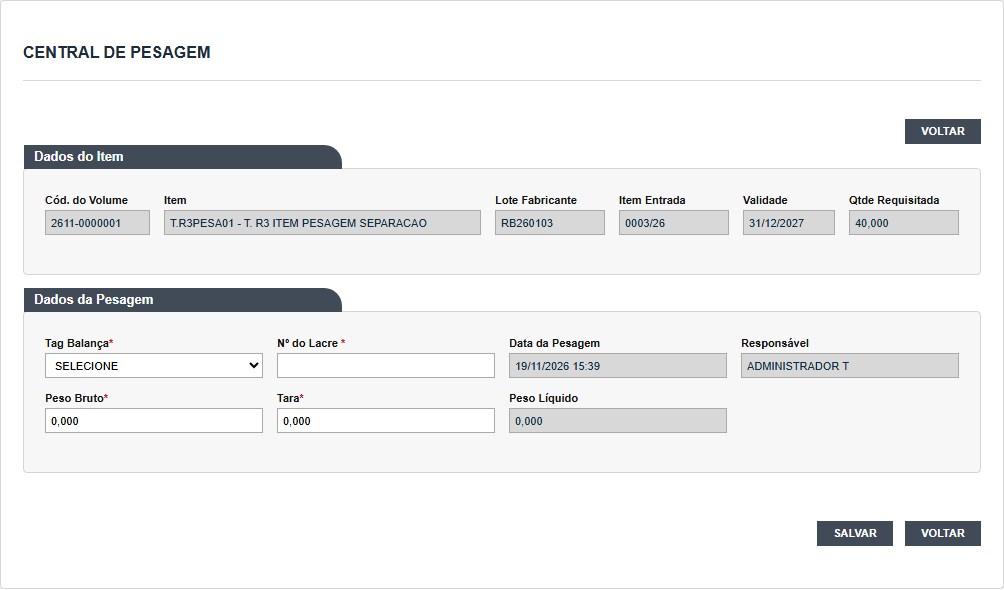 CENTRAL DE PESAGEM
VOLTAR
Dados do Item
Cód. do Volume Item Lote Fabricante Item Entrada Validade Qtde Requisitada
2611-0000001 T.R3PESA01 - T. R3 ITEM PESAGEM SEPARACAO RB260103 0003/26 31/12/2027 40,000
Dados da Pesagem
Tag Balança* Nº do Lacre * Data da Pesagem Responsável
SELECIONE 19/11/2026 15:39 ADMINISTRADOR T
Peso Bruto* Tara* Peso Líquido
0,000 0,000 0,000
SALVAR VOLTAR